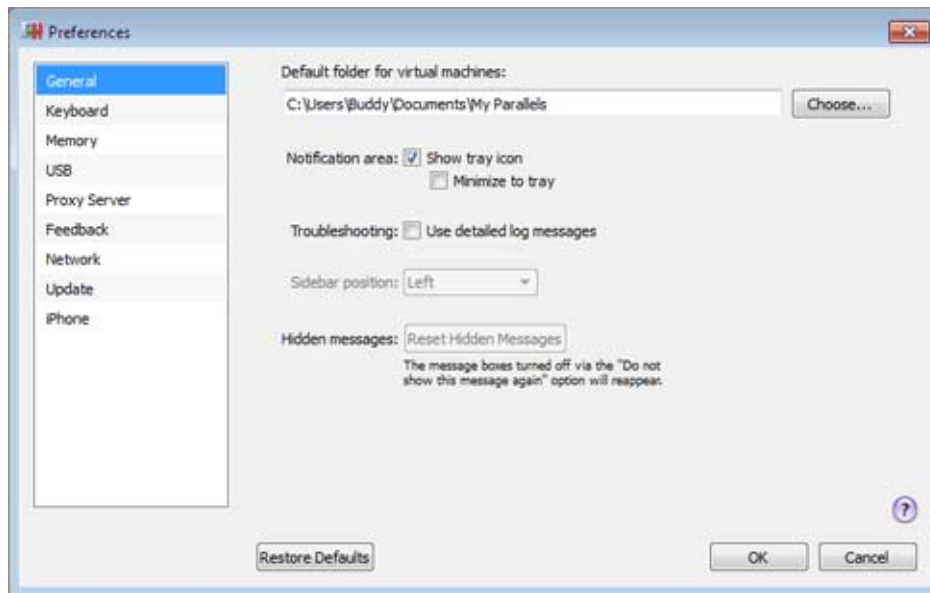 Preferences
General
Keyboard
Memory
USB
Proxy Server
Feedback
Network
Update
iPhone
Default folder for virtual machines:
C:\Users\Buddy\Documents\My Parallels
Choose...
Notification area: Show tray icon
Minimize to tray
Troubleshooting: Use detailed log messages
Sidebar position: Left
Hidden messages: Reset Hidden Messages
The message boxes turned off via the "Do not
show this message again" option will reappear.
?
Restore Defaults
OK
Cancel